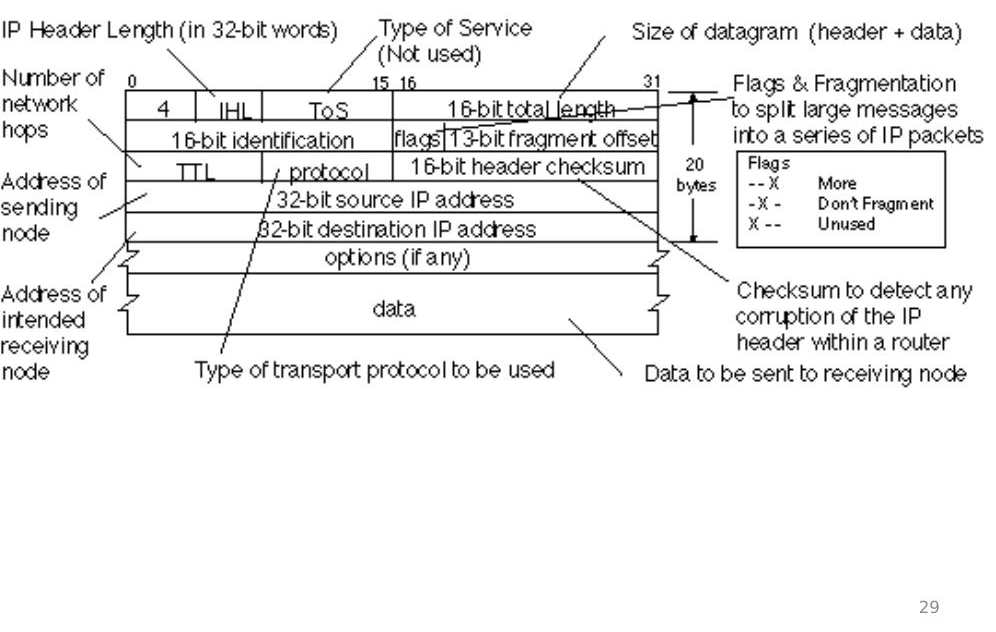 IP Header Length (in 32-bit words)
Type of Service
(Not used)
Size of datagram (header + data)
Number of
network
hops
0
15 16
31
Flags & Fragmentation
to split large messages
into a series of IP packets
4 IHL ToS 16-bit total length
16-bit identification flags 13-bit fragment offset
TTL protocol 16-bit header checksum
32-bit source IP address
32-bit destination IP address
options (if any)
data
20
bytes
Flags
- - X More
- X - Don't Fragment
X - - Unused
Address of
sending
node
Address of
intended
receiving
node
Checksum to detect any
corruption of the IP
header within a router
Type of transport protocol to be used
Data to be sent to receiving node
29